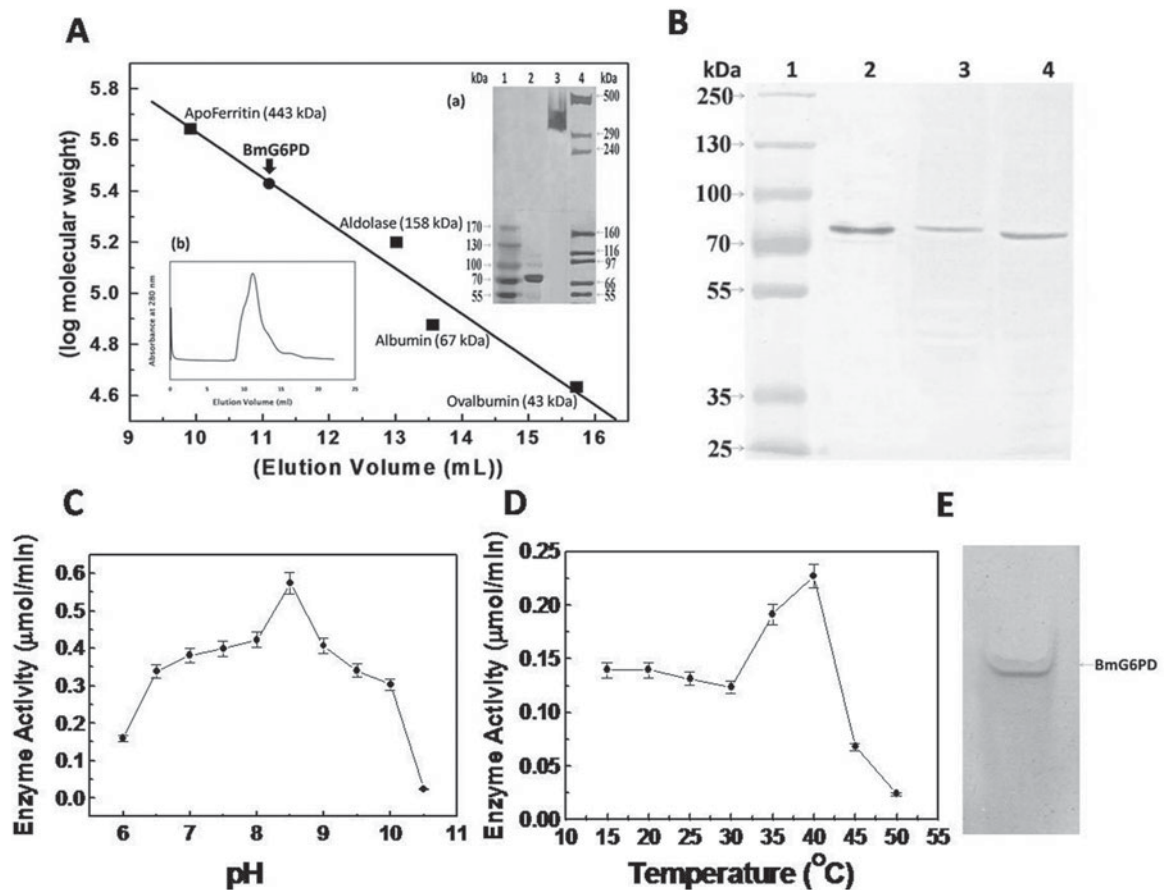 A
(log molecular weight)
5.8
5.6
5.4
5.2
5.0
4.8
4.6
9 10 11 12 13 14 15 16
(Elution Volume (mL))
ApoFerritin (443 kDa)
BmG6PD
Aldolase (158 kDa)
Albumin (67 kDa)
Ovalbumin (43 kDa)
(a)
kDa 1 2 3 4 kDa
500
290
240
170
130
100
70
55
160
116
97
66
55
(b)
Absorbance at 280 nm
0 5 10 15 20 25
Elution Volume (ml)
B
kDa 1 2 3 4
250
130
100
70
55
35
25
C
Enzyme Activity (μmol/min)
0.6
0.5
0.4
0.3
0.2
0.1
0.0
6 7 8 9 10 11
pH
D
Enzyme Activity (μmol/min)
0.25
0.20
0.15
0.10
0.05
0.00
10 15 20 25 30 35 40 45 50 55
Temperature (°C)
E
BmG6PD